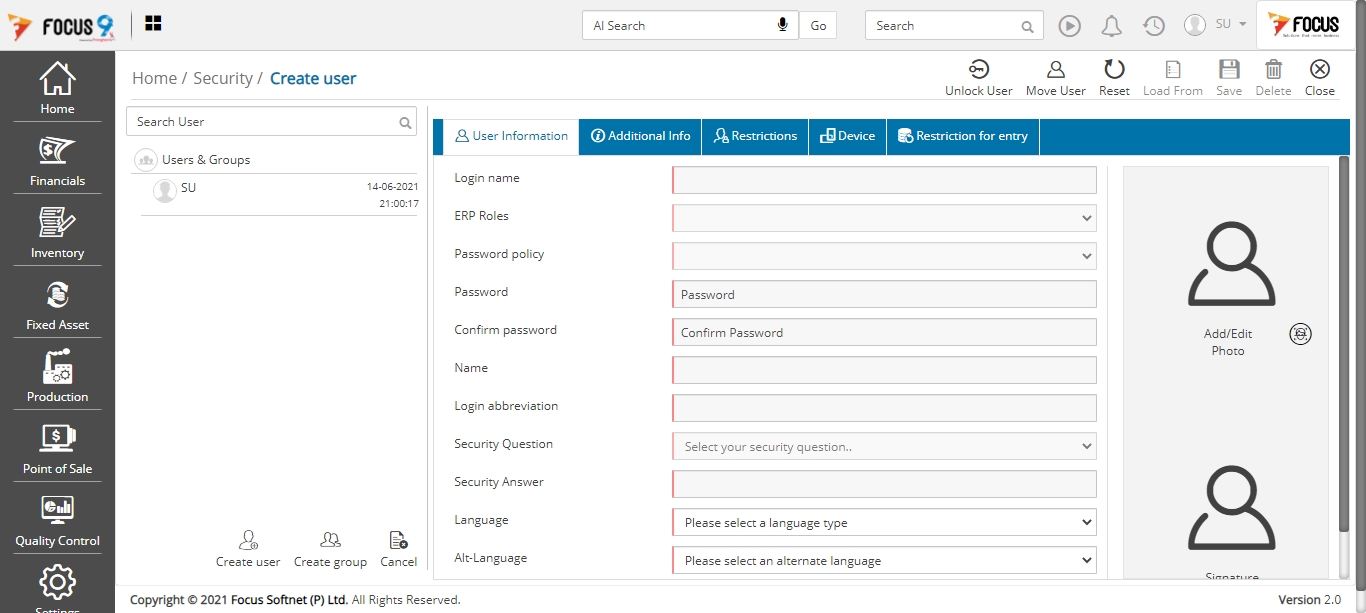 FOCUS 9
AI Search
Go
Search
SU
FOCUS
Home / Security / Create user
Unlock User
Move User
Reset
Load From
Save
Delete
Close
Home
Financials
Inventory
Fixed Asset
Production
Point of Sale
Quality Control
Settings
Search User
Users & Groups
SU
14-06-2021
21:00:17
Create user
Create group
Cancel
User Information
Additional Info
Restrictions
Device
Restriction for entry
Login name
ERP Roles
Password policy
Password
Password
Confirm password
Confirm Password
Name
Login abbreviation
Security Question
Select your security question..
Security Answer
Language
Please select a language type
Alt-Language
Please select an alternate language
Add/Edit
Photo
Signature
Copyright © 2021 Focus Softnet (P) Ltd. All Rights Reserved.
Version 2.0